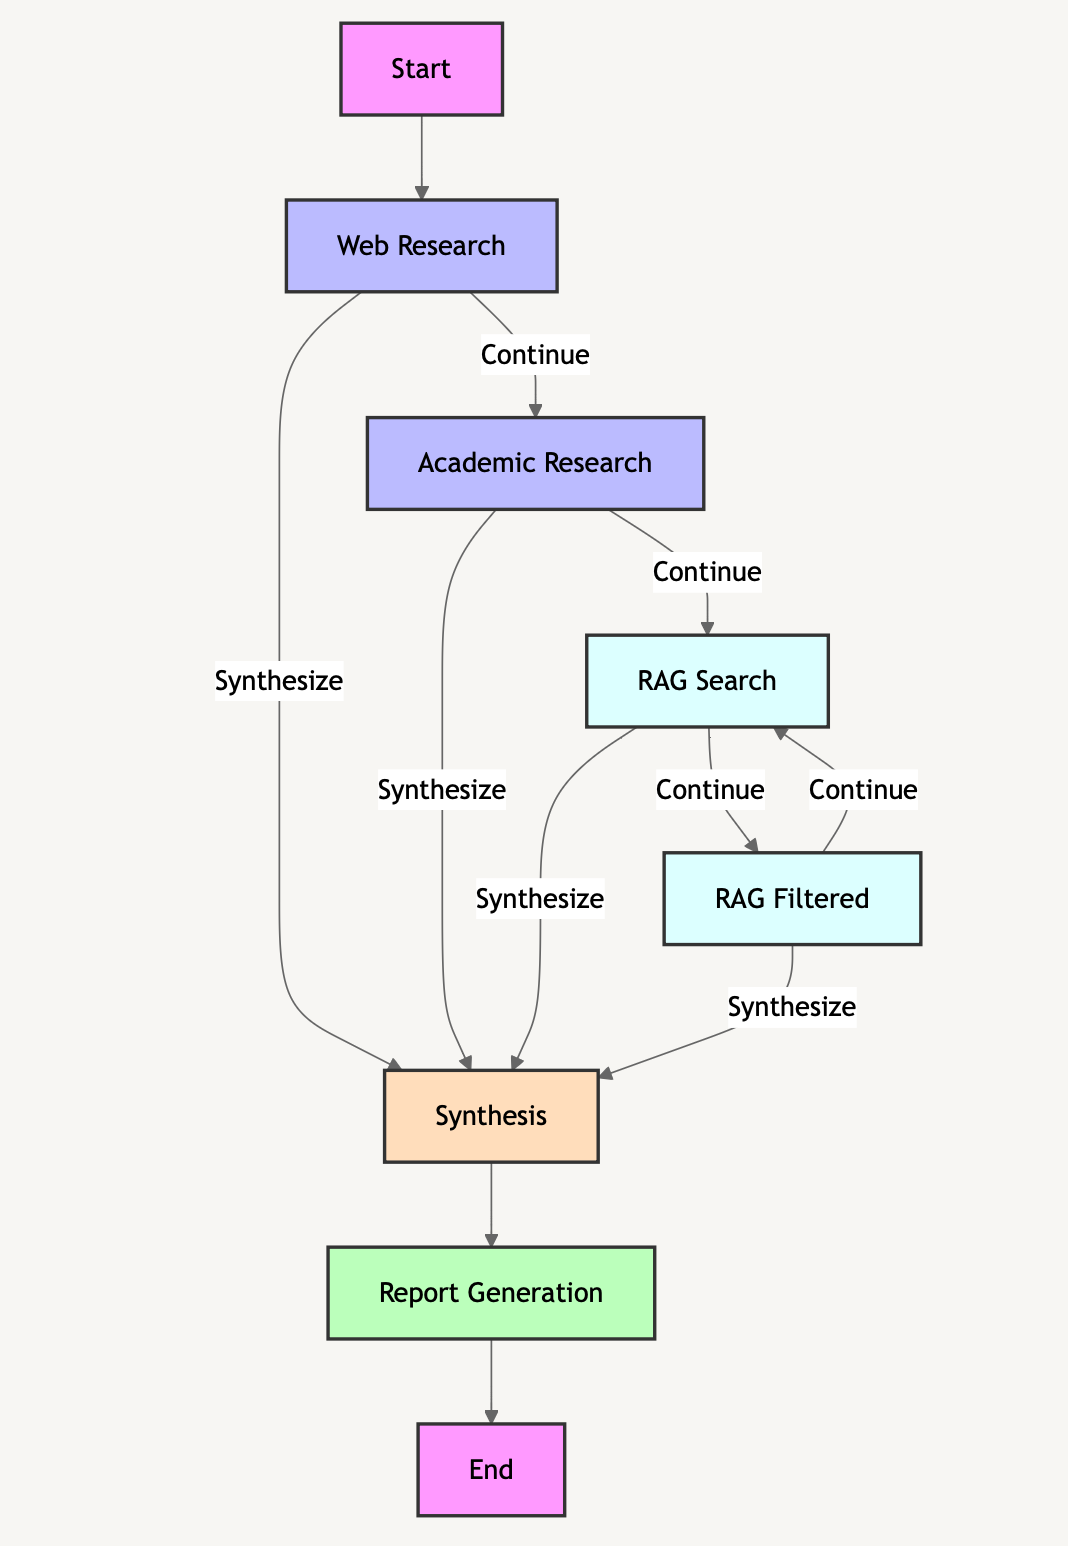 Start
Web Research
Continue
Academic Research
Continue
RAG Search
Synthesize
Synthesize
Continue
Continue
Synthesize
RAG Filtered
Synthesize
Synthesis
Report Generation
End